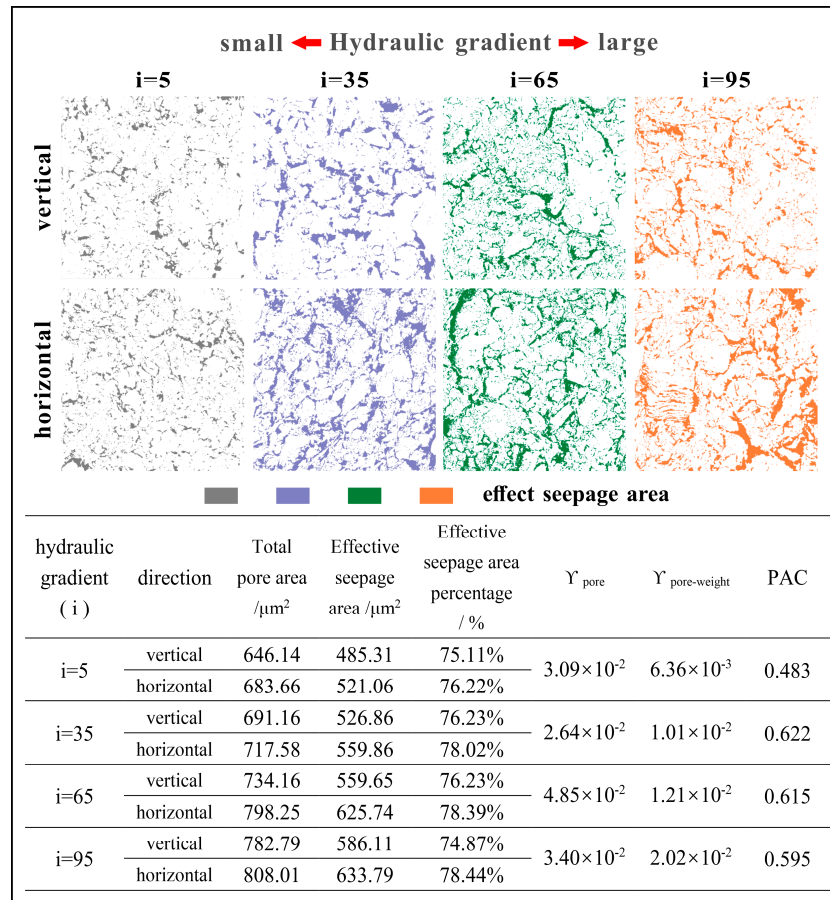 small Hydraulic gradient large
i=5 i=35 i=65 i=95
vertical
horizontal
effect seepage area
hydraulic gradient ( i ) direction Total pore area /μm² Effective seepage area /μm² Effective seepage area percentage / % ϒ pore ϒ pore-weight PAC
i=5 vertical 646.14 485.31 75.11% 3.09×10⁻² 6.36×10⁻³ 0.483
horizontal 683.66 521.06 76.22%
i=35 vertical 691.16 526.86 76.23% 2.64×10⁻² 1.01×10⁻² 0.622
horizontal 717.58 559.86 78.02%
i=65 vertical 734.16 559.65 76.23% 4.85×10⁻² 1.21×10⁻² 0.615
horizontal 798.25 625.74 78.39%
i=95 vertical 782.79 586.11 74.87% 3.40×10⁻² 2.02×10⁻² 0.595
horizontal 808.01 633.79 78.44%